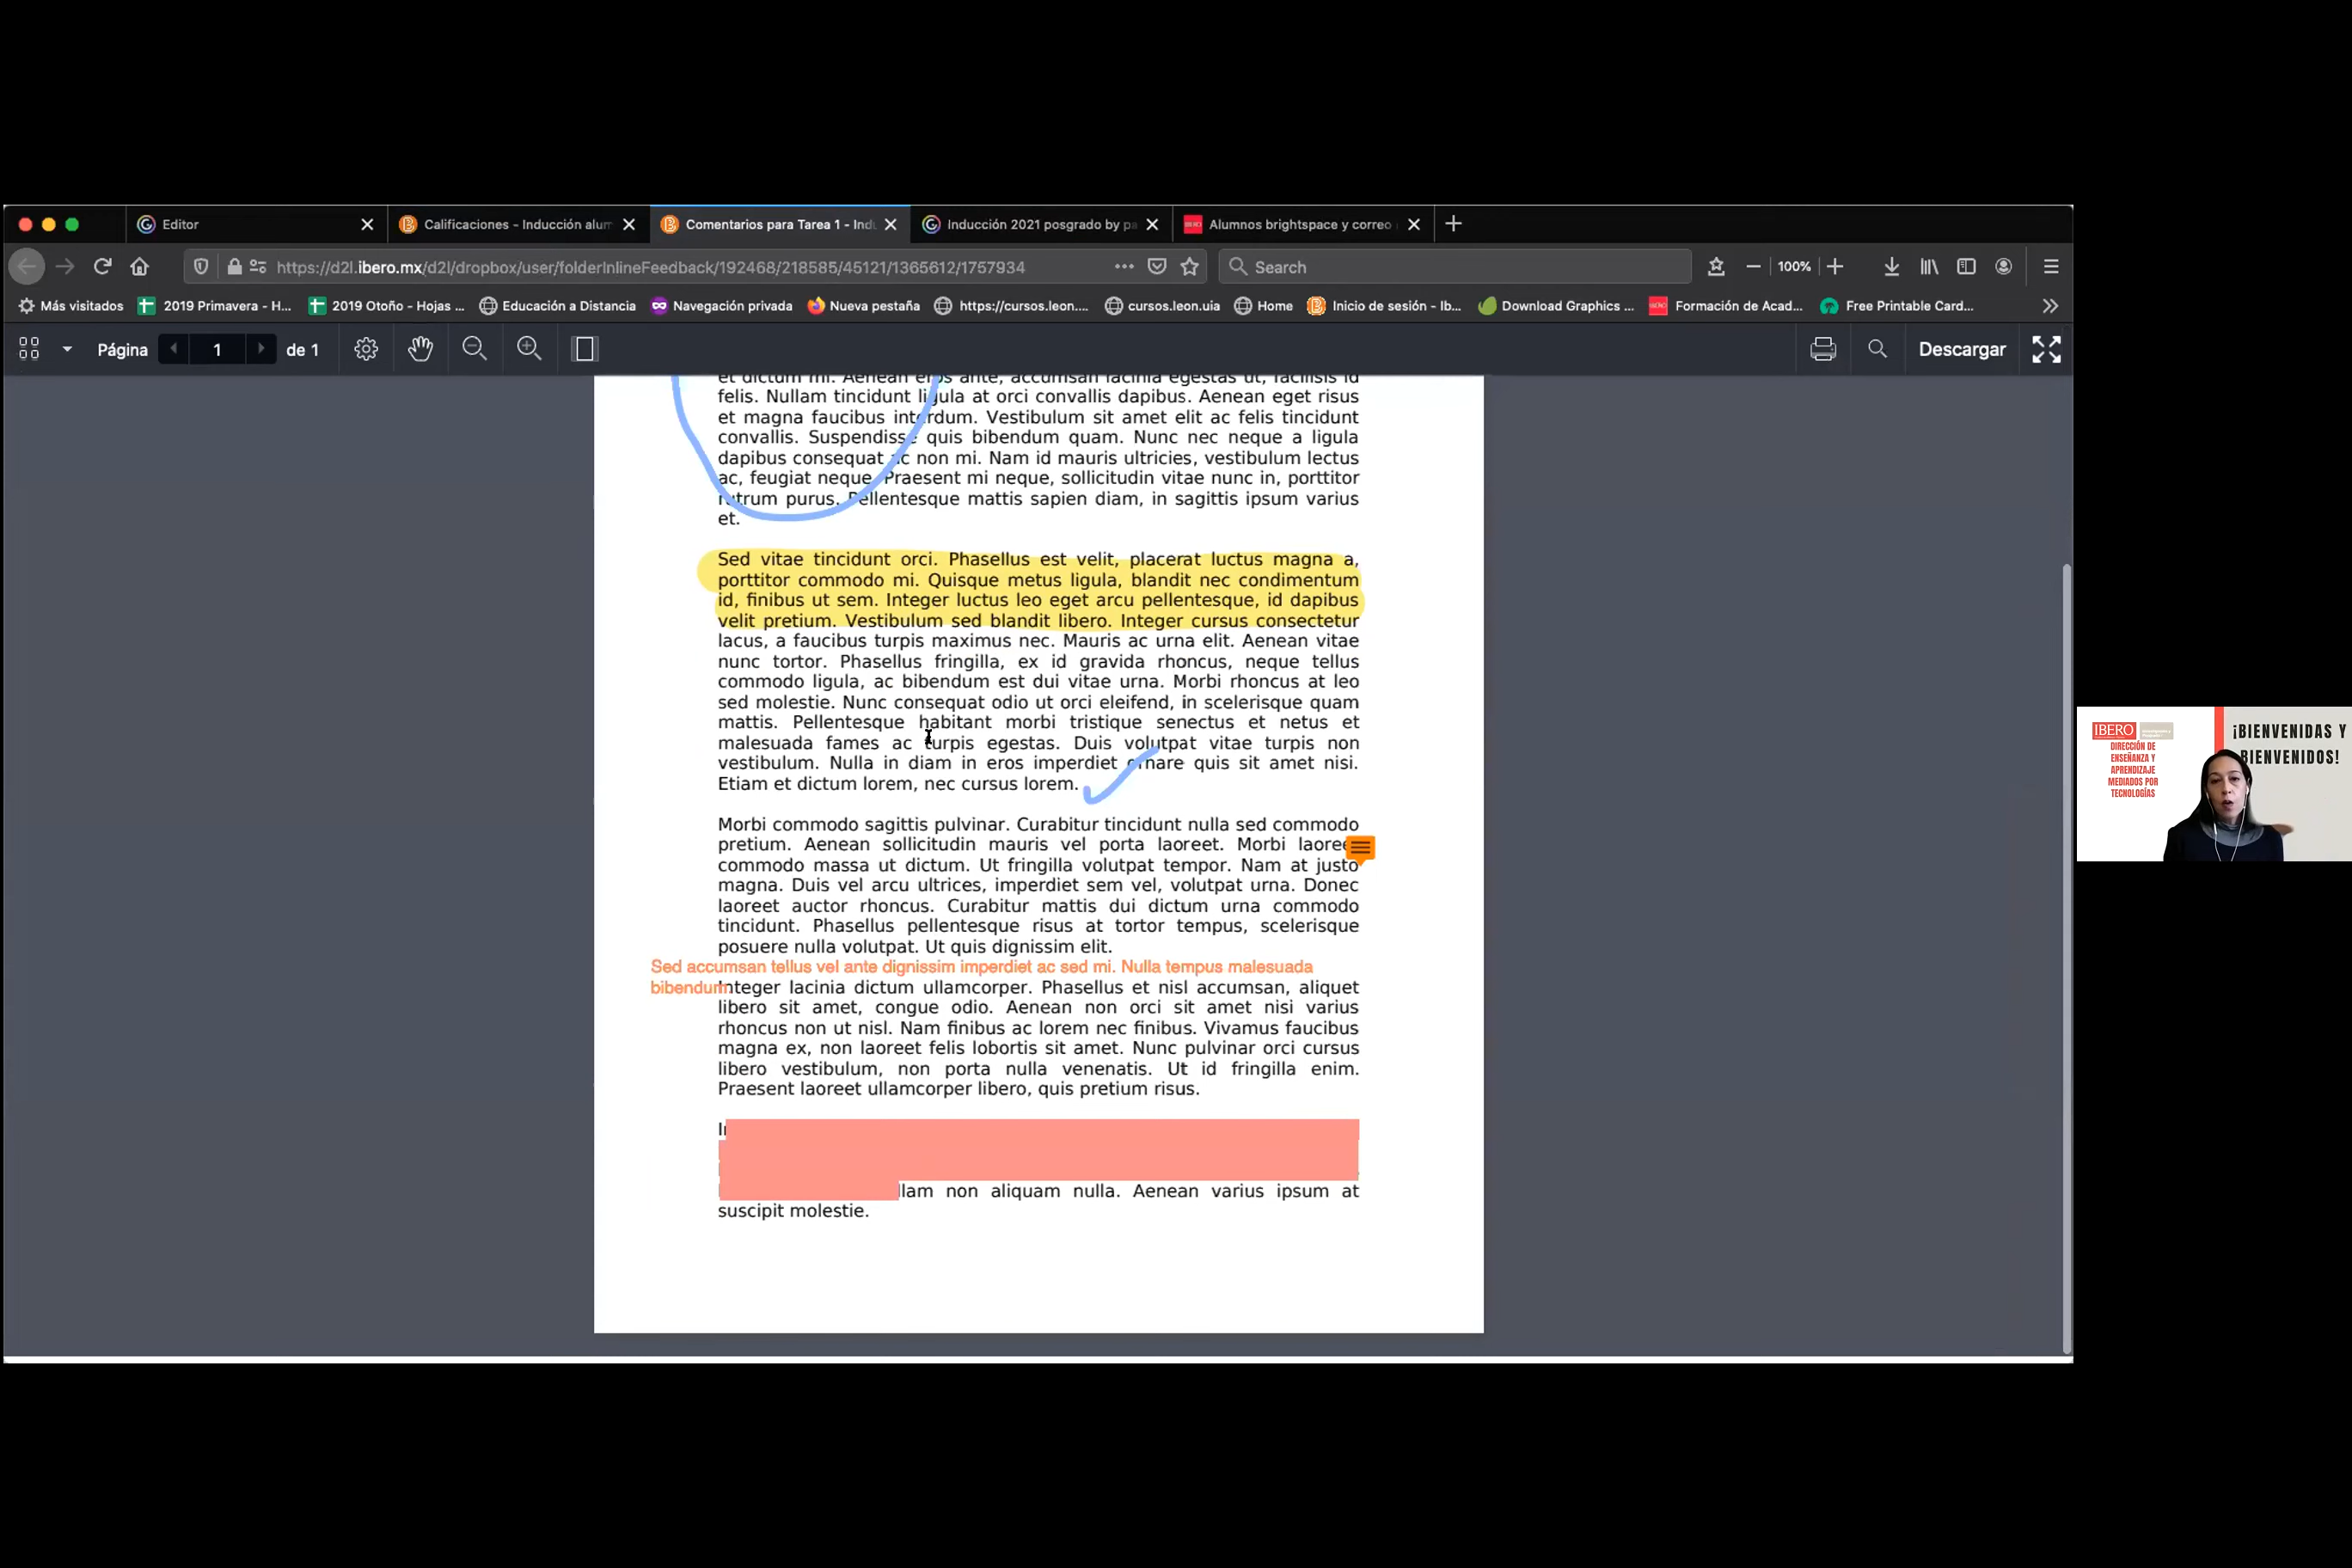 Editor
Calificaciones - Inducción alum
Comentarios para Tarea 1 - Indu
Inducción 2021 posgrado by pa
Alumnos brightspace y correo
https://d2l.ibero.mx/d2l/dropbox/user/folderInlineFeedback/192468/218585/45121/1365612/1757934
Search
100%
Más visitados
2019 Primavera - H...
2019 Otoño - Hojas ...
Educación a Distancia
Navegación privada
Nueva pestaña
https://cursos.leon....
cursos.leon.uia
Home
Inicio de sesión - Ib...
Download Graphics ...
Formación de Acad...
Free Printable Card...
Página 1 de 1
Descargar
et dictum mi. Aenean eros ante, accumsan lacinia egestas ut, facilisis id
felis. Nullam tincidunt ligula at orci convallis dapibus. Aenean eget risus
et magna faucibus interdum. Vestibulum sit amet elit ac felis tincidunt
convallis. Suspendisse quis bibendum quam. Nunc nec neque a ligula
dapibus consequat ac non mi. Nam id mauris ultricies, vestibulum lectus
ac, feugiat neque. Praesent mi neque, sollicitudin vitae nunc in, porttitor
rutrum purus. Pellentesque mattis sapien diam, in sagittis ipsum varius
et.
Sed vitae tincidunt orci. Phasellus est velit, placerat luctus magna a,
porttitor commodo mi. Quisque metus ligula, blandit nec condimentum
id, finibus ut sem. Integer luctus leo eget arcu pellentesque, id dapibus
velit pretium. Vestibulum sed blandit libero. Integer cursus consectetur
lacus, a faucibus turpis maximus nec. Mauris ac urna elit. Aenean vitae
nunc tortor. Phasellus fringilla, ex id gravida rhoncus, neque tellus
commodo ligula, ac bibendum est dui vitae urna. Morbi rhoncus at leo
sed molestie. Nunc consequat odio ut orci eleifend, in scelerisque quam
mattis. Pellentesque habitant morbi tristique senectus et netus et
malesuada fames ac turpis egestas. Duis volutpat vitae turpis non
vestibulum. Nulla in diam in eros imperdiet ornare quis sit amet nisi.
Etiam et dictum lorem, nec cursus lorem.
Morbi commodo sagittis pulvinar. Curabitur tincidunt nulla sed commodo
pretium. Aenean sollicitudin mauris vel porta laoreet. Morbi laoreet
commodo massa ut dictum. Ut fringilla volutpat tempor. Nam at justo
magna. Duis vel arcu ultrices, imperdiet sem vel, volutpat urna. Donec
laoreet auctor rhoncus. Curabitur mattis dui dictum urna commodo
tincidunt. Phasellus pellentesque risus at tortor tempus, scelerisque
posuere nulla volutpat. Ut quis dignissim elit.
Sed accumsan tellus vel ante dignissim imperdiet ac sed mi. Nulla tempus malesuada
bibendum
Integer lacinia dictum ullamcorper. Phasellus et nisl accumsan, aliquet
libero sit amet, congue odio. Aenean non orci sit amet nisi varius
rhoncus non ut nisl. Nam finibus ac lorem nec finibus. Vivamus faucibus
magna ex, non laoreet felis lobortis sit amet. Nunc pulvinar orci cursus
libero vestibulum, non porta nulla venenatis. Ut id fringilla enim.
Praesent laoreet ullamcorper libero, quis pretium risus.
non aliquam nulla. Aenean varius ipsum at
suscipit molestie.
IBERO
DIRECCIÓN DE
ENSEÑANZA Y
APRENDIZAJE
MEDIADOS POR
TECNOLOGÍAS
¡BIENVENIDAS Y
BIENVENIDOS!